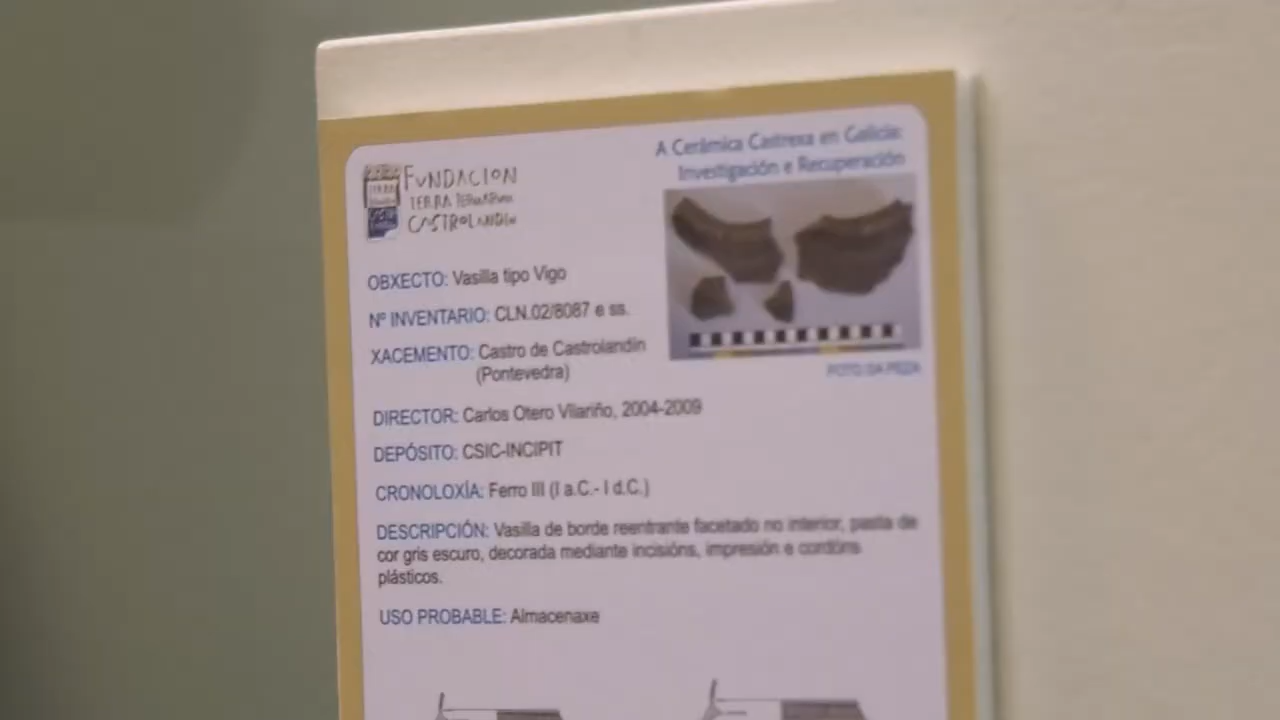 FUNDACION
TERRA TERMARUM
CASTROLANDIN
A Cerámica Castrexa en Galicia:
Investigación e Recuperación
OBXECTO: Vasilla tipo Vigo
Nº INVENTARIO: CLN.02/8087 e ss.
XACEMENTO: Castro de Castrolandín
(Pontevedra)
FOTO DA PEZA
DIRECTOR: Carlos Otero Vilariño, 2004-2009
DEPÓSITO: CSIC-INCIPIT
CRONOLOXÍA: Ferro III (I a.C.- I d.C.)
DESCRIPCIÓN: Vasilla de borde reentrante facetado no interior, pasta de
cor gris escuro, decorada mediante incisións, impresión e cordóns
plásticos.
USO PROBABLE: Almacenaxe